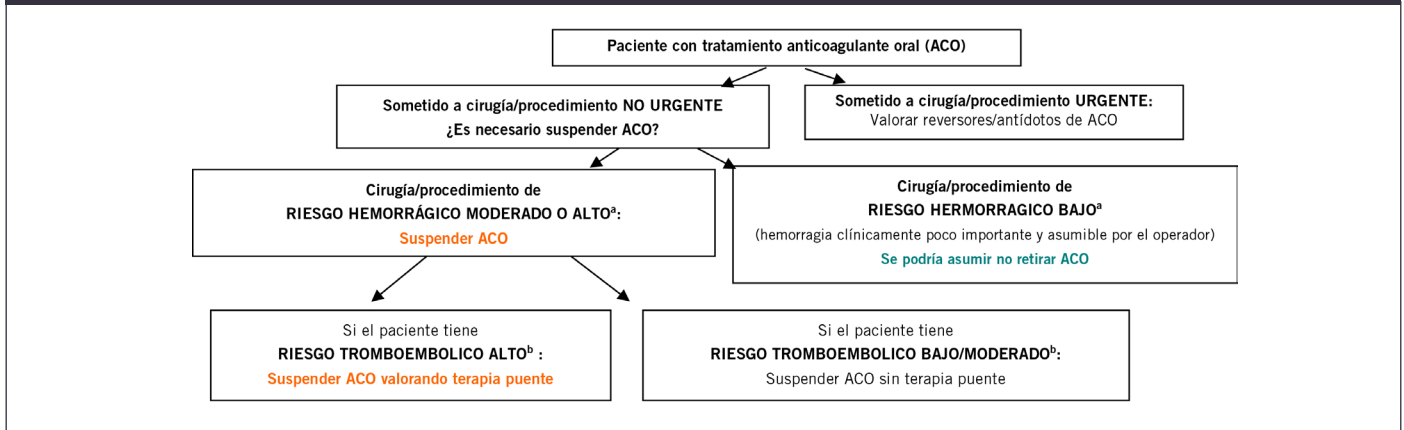 Paciente con tratamiento anticoagulante oral (ACO)
Sometido a cirugía/procedimiento NO URGENTE
¿Es necesario suspender ACO?
Sometido a cirugía/procedimiento URGENTE:
Valorar reversores/antídotos de ACO
Cirugía/procedimiento de
RIESGO HEMORRÁGICO MODERADO O ALTOᵃ:
Suspender ACO
Cirugía/procedimiento de
RIESGO HERMORRAGICO BAJOᵃ
(hemorragia clínicamente poco importante y asumible por el operador)
Se podría asumir no retirar ACO
Si el paciente tiene
RIESGO TROMBOEMBOLICO ALTOᵇ :
Suspender ACO valorando terapia puente
Si el paciente tiene
RIESGO TROMBOEMBOLICO BAJO/MODERADOᵇ:
Suspender ACO sin terapia puente